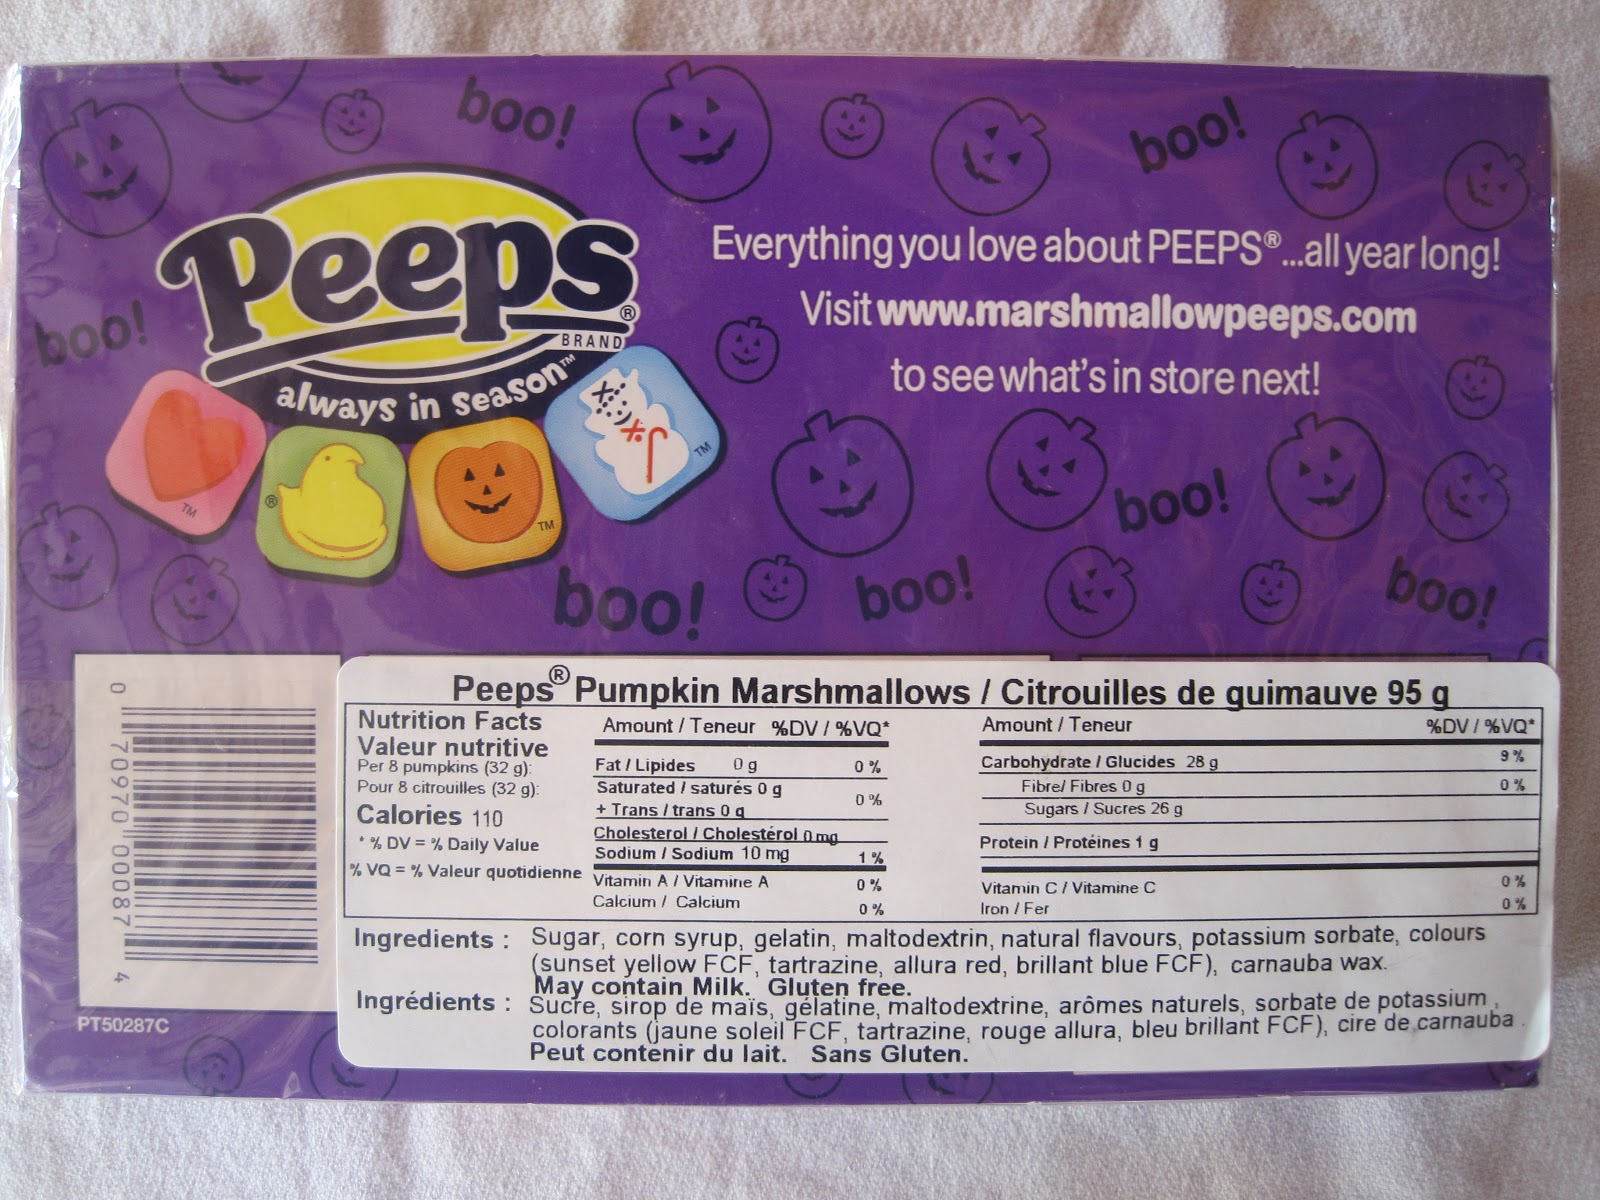 boo!
boo!
boo!
Peeps®
BRAND
always in season™
TM
®
TM
TM
Everything you love about PEEPS®...all year long!
Visit www.marshmallowpeeps.com
to see what's in store next!
boo!
boo!
boo!
boo!
0 70970 00087 4
PT50287C
Peeps® Pumpkin Marshmallows / Citrouilles de guimauve 95 g
Nutrition Facts
Valeur nutritive
Per 8 pumpkins (32 g):
Pour 8 citrouilles (32 g):
Calories 110
* % DV = % Daily Value
% VQ = % Valeur quotidienne
Amount / Teneur %DV / %VQ*
Fat / Lipides 0 g 0 %
Saturated / saturés 0 g
+ Trans / trans 0 g 0 %
Cholesterol / Cholestérol 0 mg
Sodium / Sodium 10 mg 1 %
Vitamin A / Vitamine A 0 %
Calcium / Calcium 0 %
Amount / Teneur %DV / %VQ*
Carbohydrate / Glucides 28 g 9 %
Fibre/ Fibres 0 g 0 %
Sugars / Sucres 26 g
Protein / Protéines 1 g
Vitamin C / Vitamine C 0 %
Iron / Fer 0 %
Ingredients : Sugar, corn syrup, gelatin, maltodextrin, natural flavours, potassium sorbate, colours
(sunset yellow FCF, tartrazine, allura red, brillant blue FCF), carnauba wax.
May contain Milk. Gluten free.
Ingrédients : Sucre, sirop de maïs, gélatine, maltodextrine, arômes naturels, sorbate de potassium ,
colorants (jaune soleil FCF, tartrazine, rouge allura, bleu brillant FCF), cire de carnauba .
Peut contenir du lait. Sans Gluten.